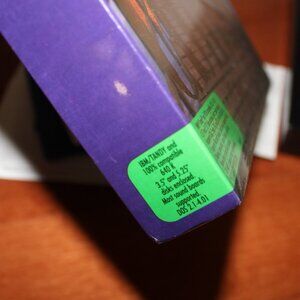 IBM/TANDY and
100% compatible
640 K
3.5" and 5.25"
disks enclosed
Most sound boards
supported.
DOS 2.1-4.01